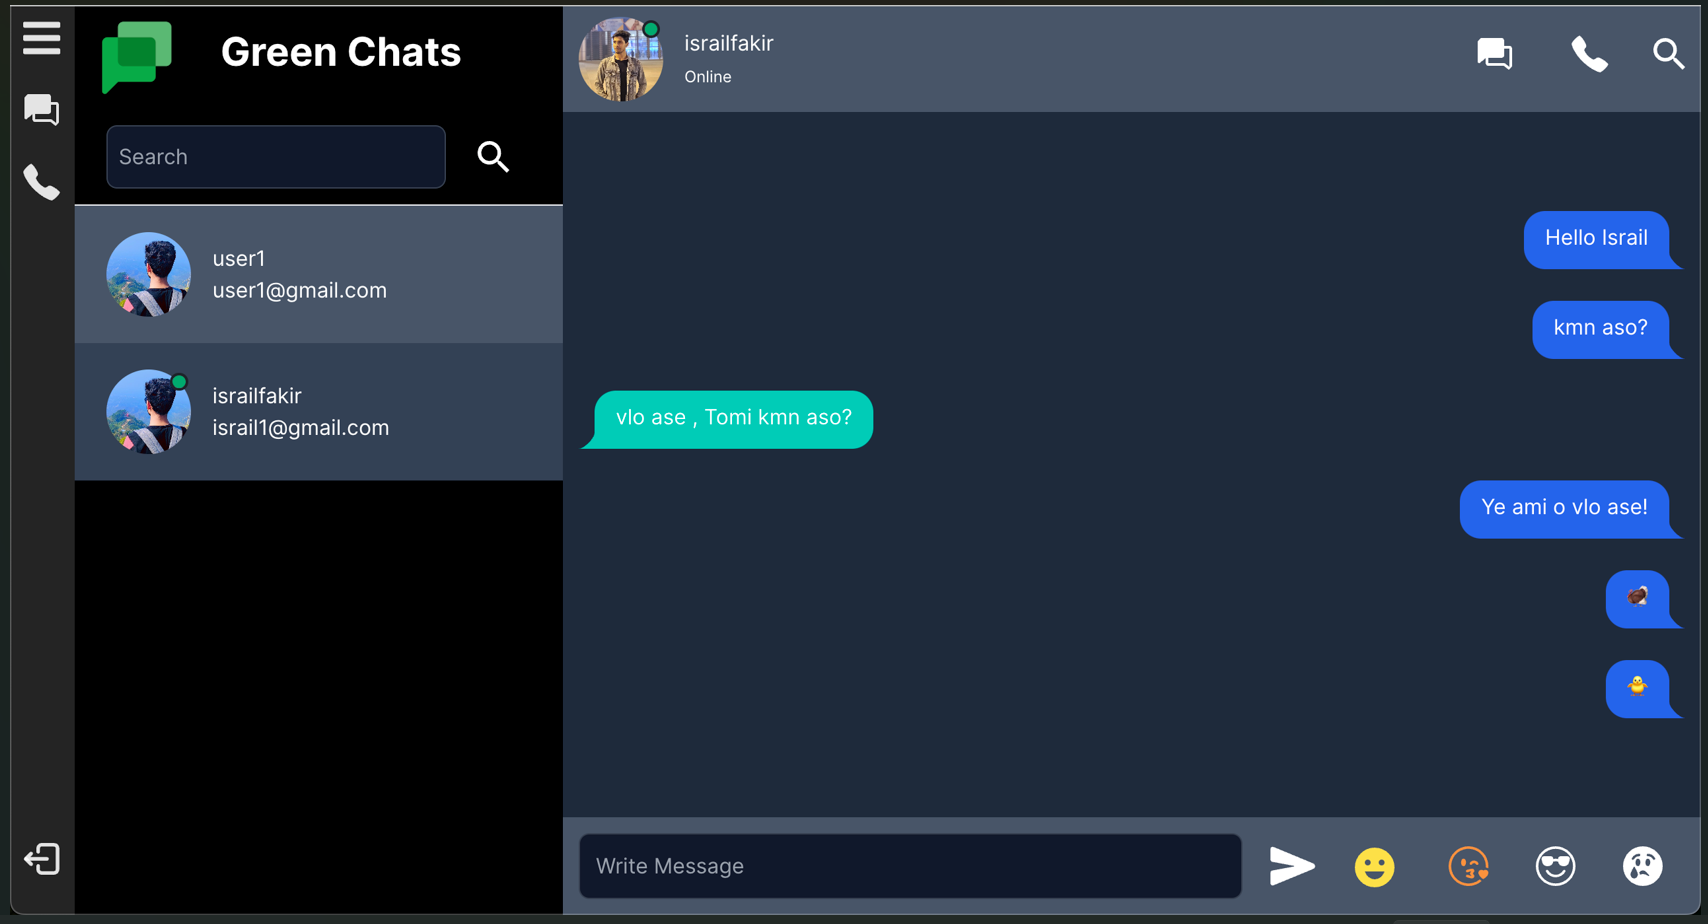 Green Chats
Search
user1
user1@gmail.com
israilfakir
israil1@gmail.com
israilfakir
Online
Hello Israil
kmn aso?
vlo ase , Tomi kmn aso?
Ye ami o vlo ase!
🦃
🐥
Write Message